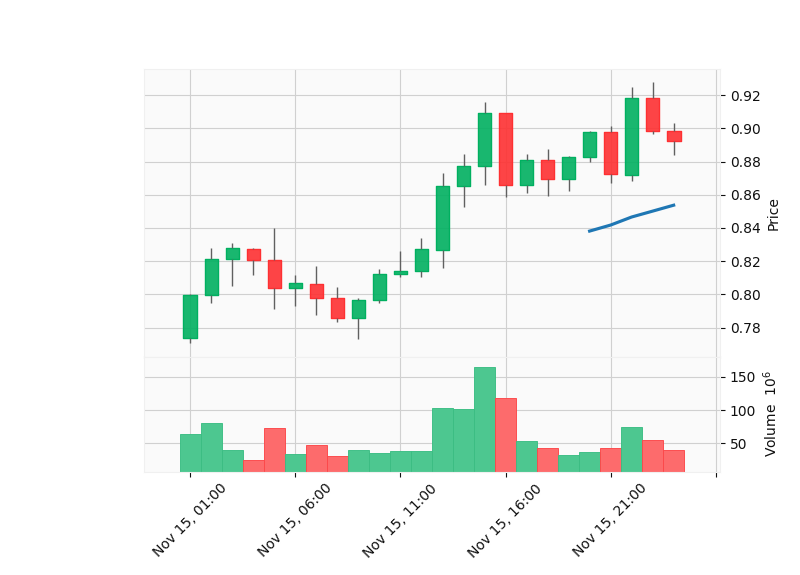 0.92
0.90
0.88
0.86
0.84
0.82
0.80
0.78
Price
150
100
50
Volume 10^6
Nov 15, 01:00
Nov 15, 06:00
Nov 15, 11:00
Nov 15, 16:00
Nov 15, 21:00